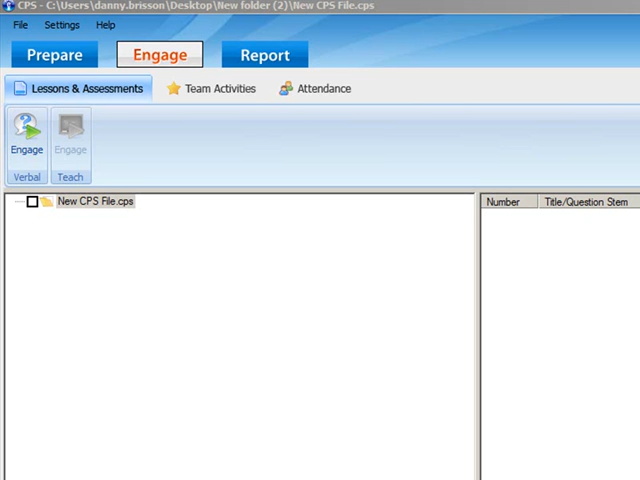 CPS - C:\Users\danny.brisson\Desktop\New folder (2)\New CPS File.cps
File Settings Help
Prepare Engage Report
Lessons & Assessments Team Activities Attendance
Engage Engage
Verbal Teach
New CPS File.cps
Number Title/Question Stem